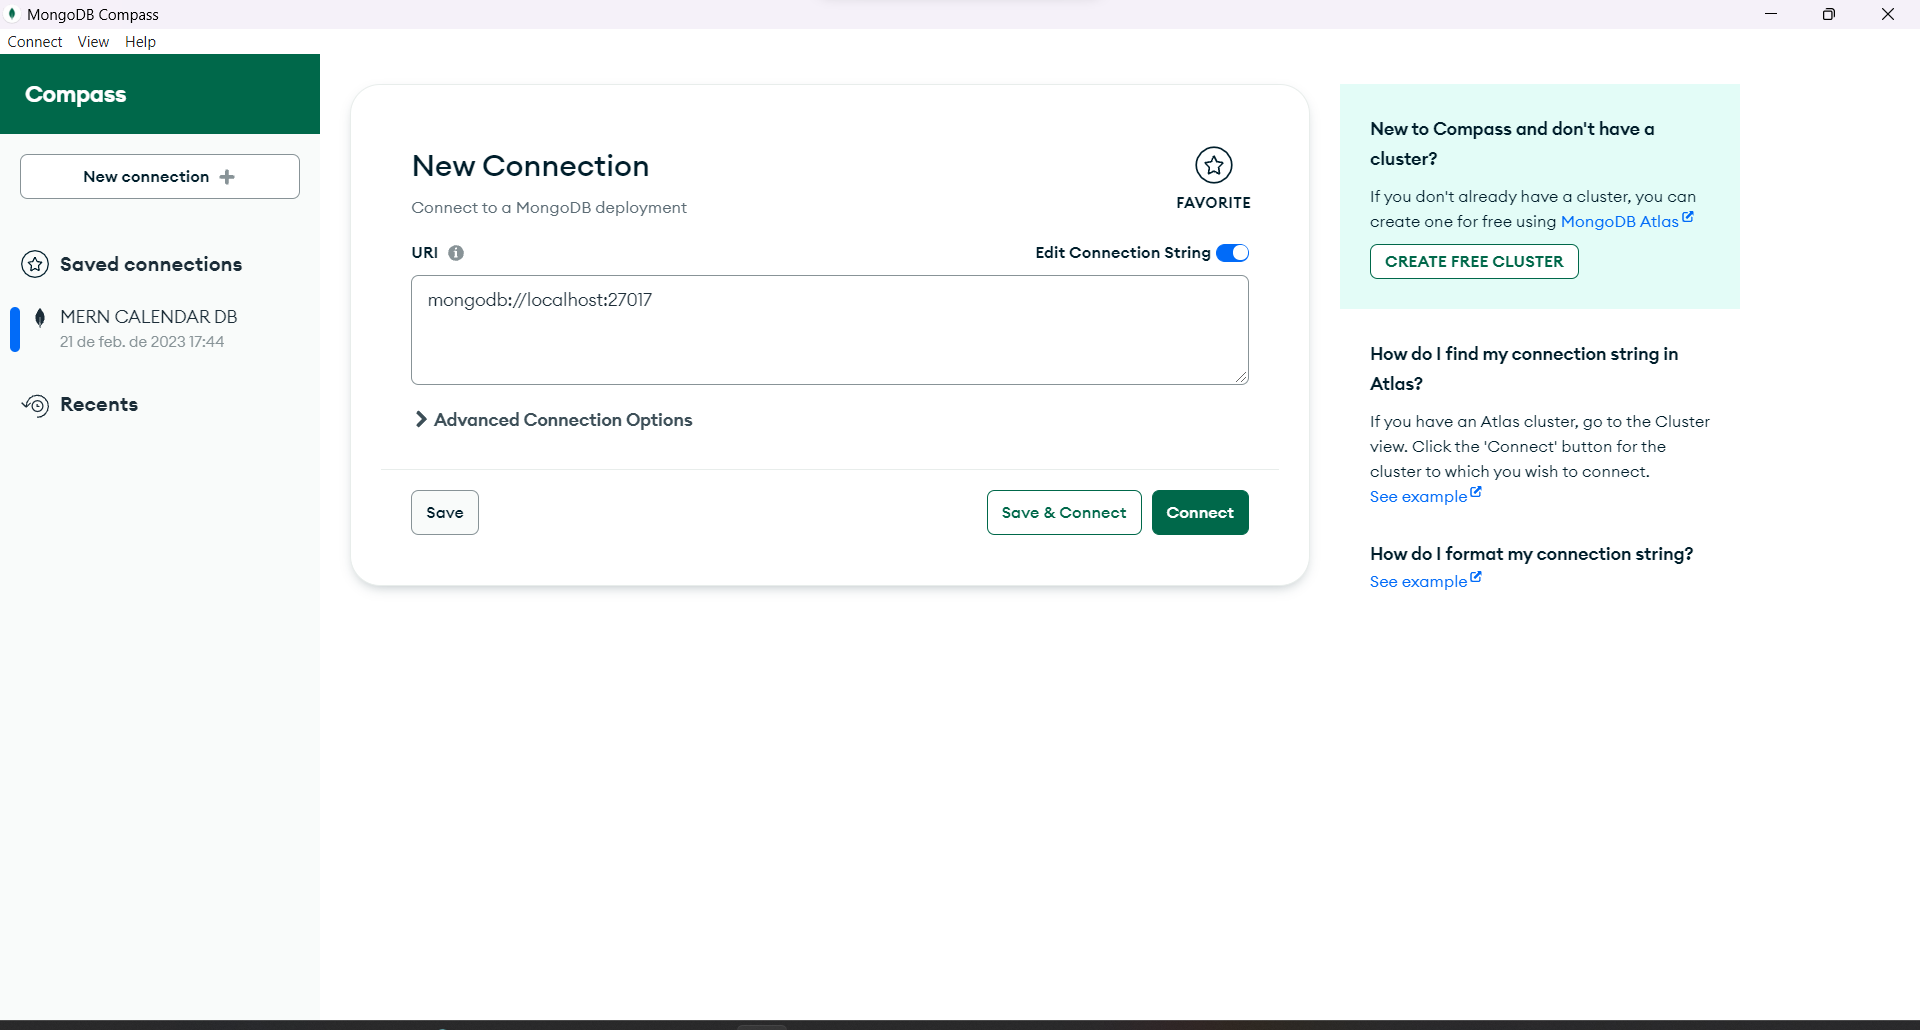 MongoDB Compass
Connect View Help
Compass
New connection
Saved connections
MERN CALENDAR DB
21 de feb. de 2023 17:44
Recents
New Connection
Connect to a MongoDB deployment
FAVORITE
URI
Edit Connection String
mongodb://localhost:27017
Advanced Connection Options
Save
Save & Connect
Connect
New to Compass and don't have a
cluster?
If you don't already have a cluster, you can
create one for free using MongoDB Atlas
CREATE FREE CLUSTER
How do I find my connection string in
Atlas?
If you have an Atlas cluster, go to the Cluster
view. Click the 'Connect' button for the
cluster to which you wish to connect.
See example
How do I format my connection string?
See example